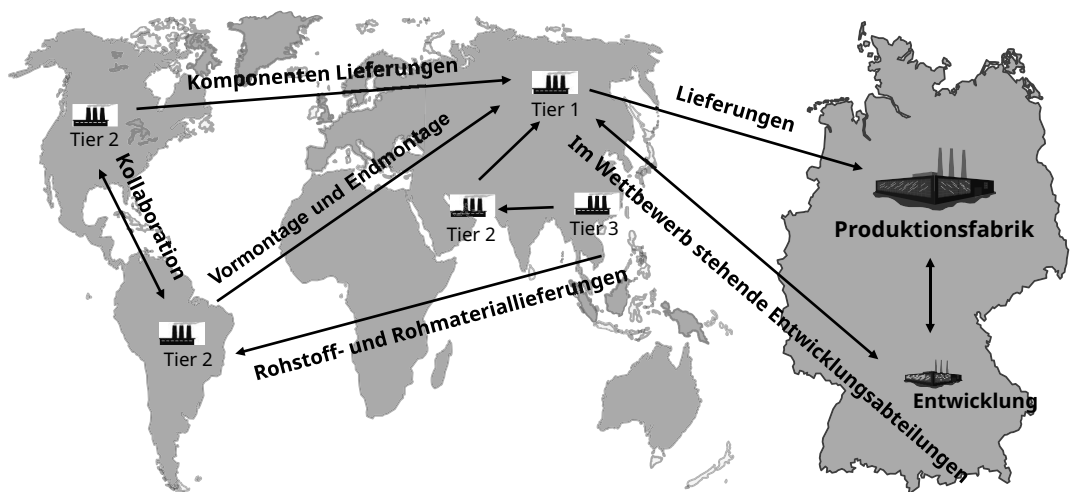 Komponenten Lieferungen
Tier 2
Tier 1
Lieferungen
Kollaboration
Vormontage und Endmontage
Im Wettbewerb stehende Entwicklungsabteilungen
Tier 2
Tier 3
Produktionsfabrik
Rohstoff- und Rohmateriallieferungen
Tier 2
Entwicklung